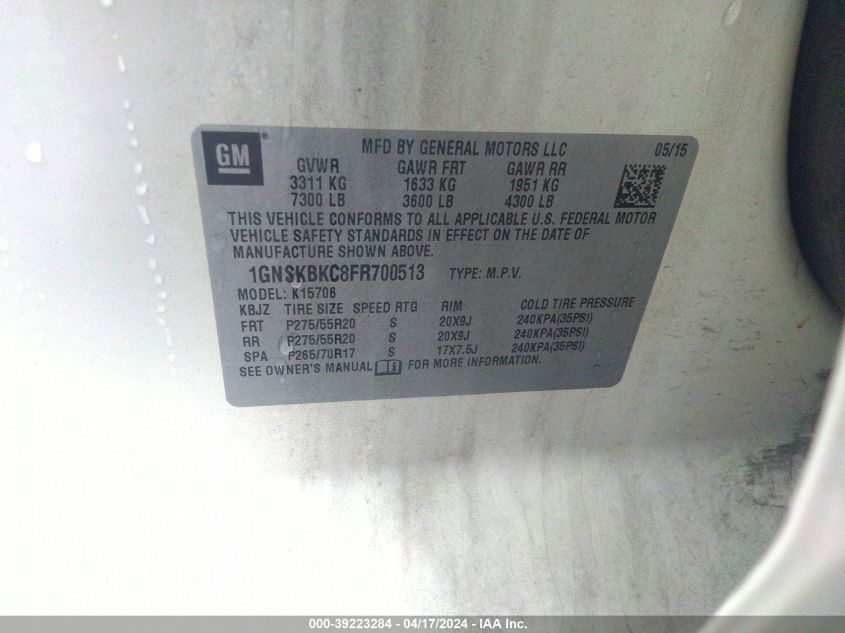 GM
®
MFD BY GENERAL MOTORS LLC 05/15
GVWR GAWR FRT GAWR RR
3311 KG 1633 KG 1951 KG
7300 LB 3600 LB 4300 LB
THIS VEHICLE CONFORMS TO ALL APPLICABLE U.S. FEDERAL MOTOR
VEHICLE SAFETY STANDARDS IN EFFECT ON THE DATE OF
MANUFACTURE SHOWN ABOVE.
1GNSKBKC8FR700513 TYPE: M.P.V.
MODEL: K15706
KBJZ TIRE SIZE SPEED RTG RIM COLD TIRE PRESSURE
FRT P275/55R20 S 20X9J 240KPA(35PSI)
RR P275/55R20 S 20X9J 240KPA(35PSI)
SPA P265/70R17 S 17X7.5J 240KPA(35PSI)
SEE OWNER'S MANUAL i FOR MORE INFORMATION.
000-39223284 - 04/17/2024 - IAA Inc.